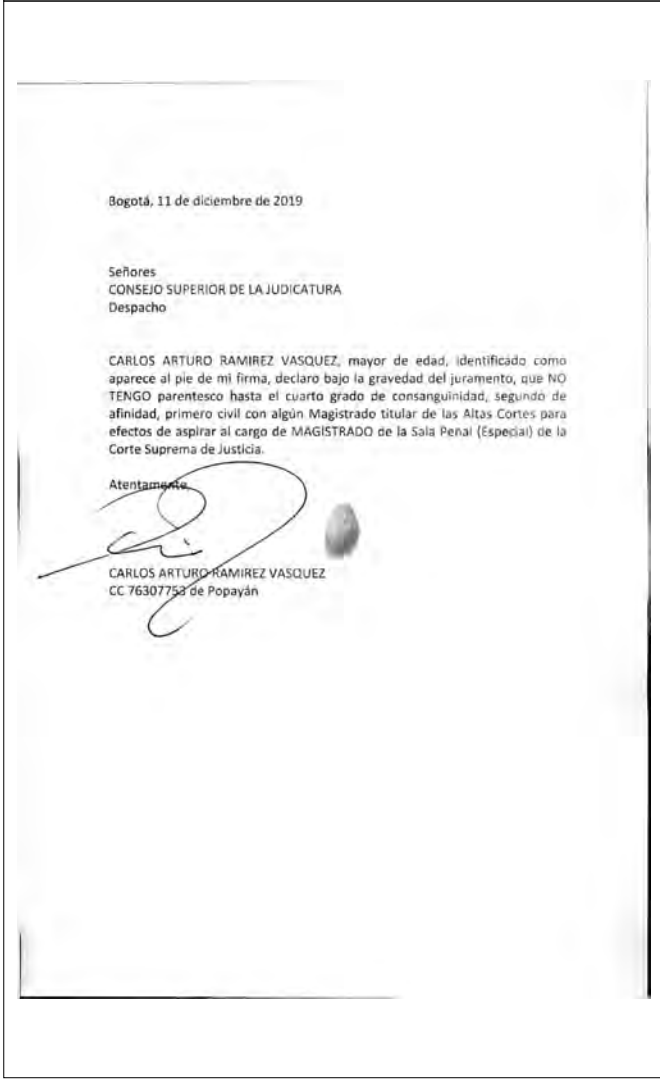 Bogotá, 11 de diciembre de 2019
Señores
CONSEJO SUPERIOR DE LA JUDICATURA
Despacho
CARLOS ARTURO RAMIREZ VASQUEZ, mayor de edad, identificado como
aparece al pie de mi firma, declaro bajo la gravedad del juramento, que NO
TENGO parentesco hasta el cuarto grado de consanguinidad, segundo de
afinidad, primero civil con algún Magistrado titular de las Altas Cortes para
efectos de aspirar al cargo de MAGISTRADO de la Sala Penal (Especial) de la
Corte Suprema de Justicia.
Atentamente
CARLOS ARTURO RAMIREZ VASQUEZ
CC 76307753 de Popayán